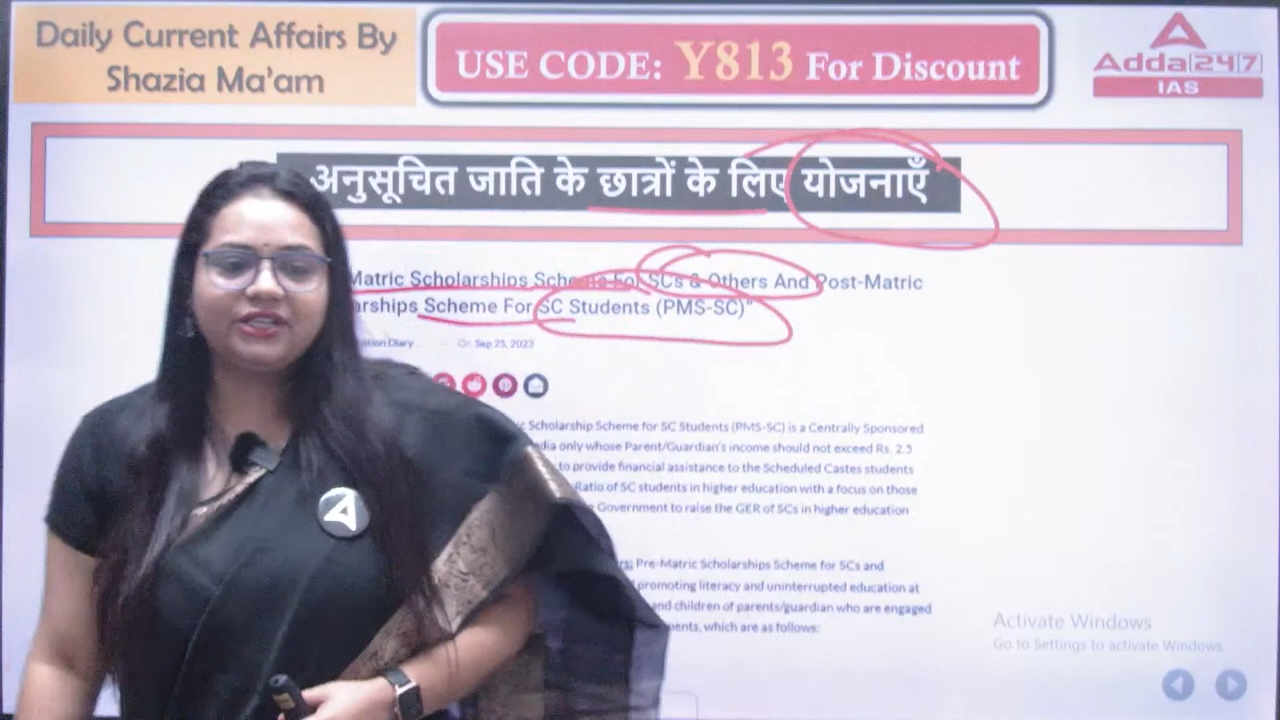 Daily Current Affairs By
Shazia Ma'am
USE CODE: Y813 For Discount
Adda|247|
IAS
अनुसूचित जाति के छात्रों के लिए योजनाएँ
Matric Scholarships Scheme For SCs & Others And Post-Matric
Scheme For SC Students (PMS-SC)"
Diary On Sep 23, 2023
Scholarship Scheme for SC Students (PMS-SC) is a Centrally Sponsored
only whose Parent/Guardian's income should not exceed Rs. 2.5
to provide financial assistance to the Scheduled Castes students
Ratio of SC students in higher education with a focus on those
Government to raise the GER of SCs in higher education
Pre-Matric Scholarships Scheme for SCs and
promoting literacy and uninterrupted education at
and children of parents/guardian who are engaged
which are as follows:
Activate Windows
Go to Settings to activate Windows.